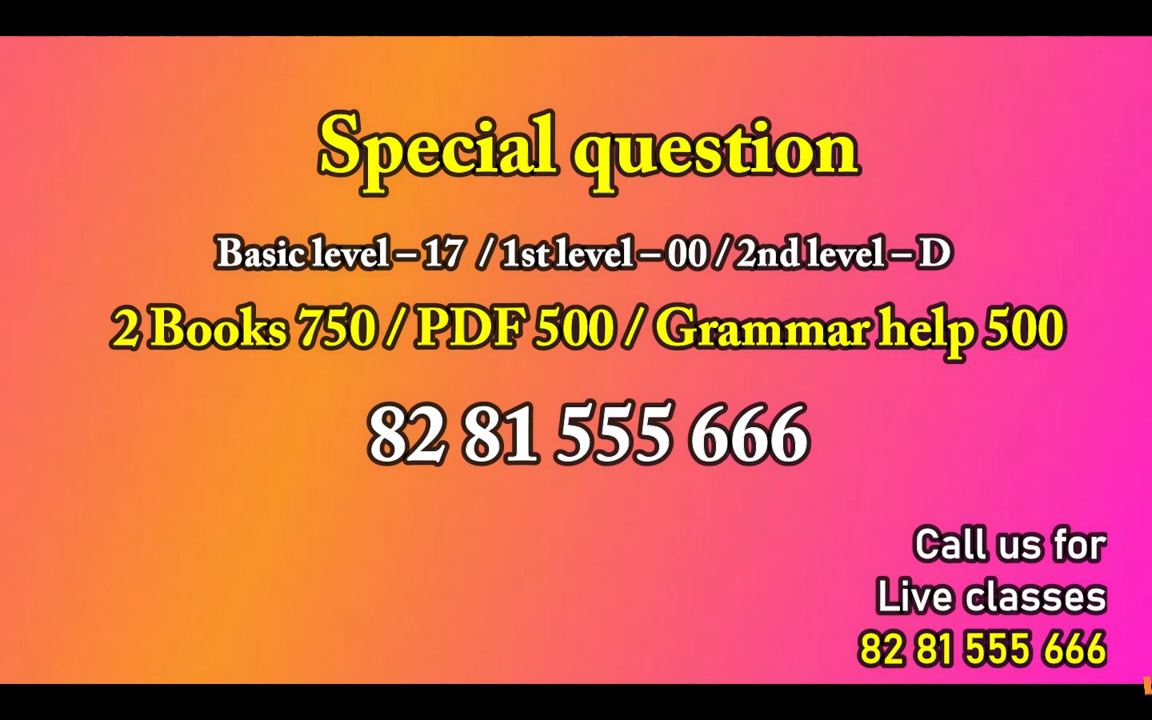 Special question
Basic level – 17 / 1st level – 00 / 2nd level – D
2 Books 750 / PDF 500 / Grammar help 500
82 81 555 666
Call us for
Live classes
82 81 555 666